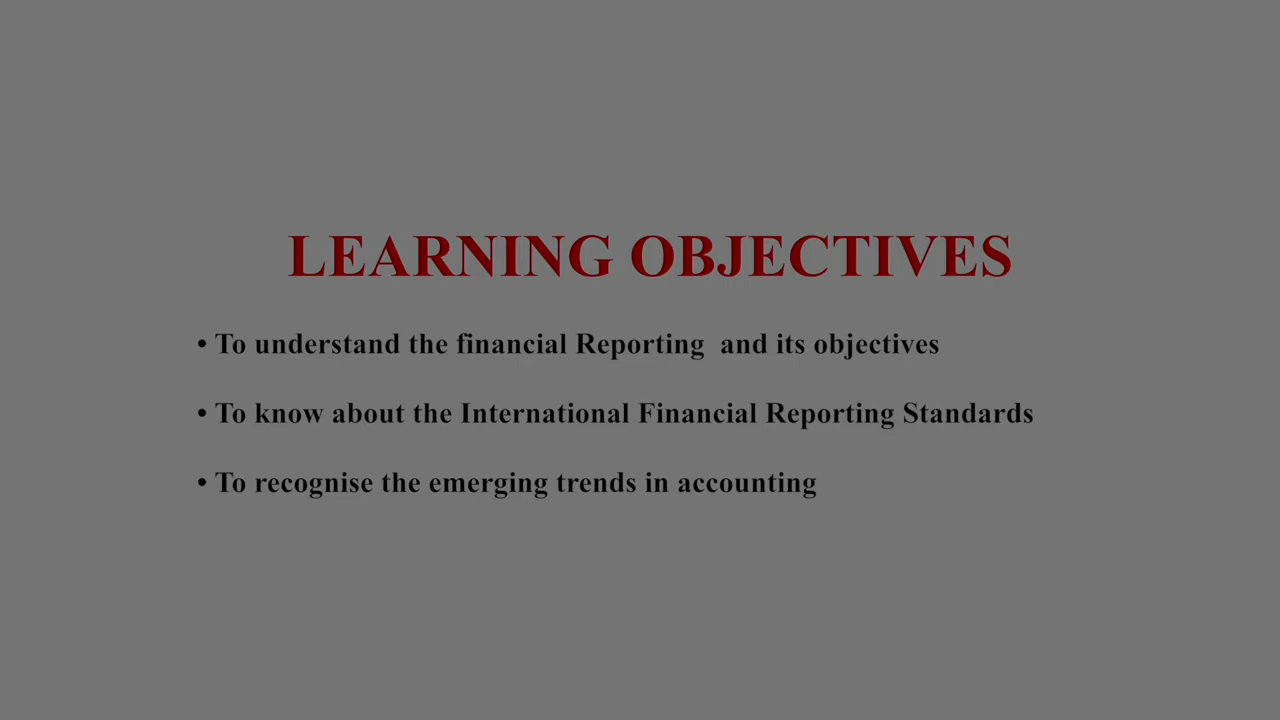 LEARNING OBJECTIVES
• To understand the financial Reporting  and its objectives
• To know about the International Financial Reporting Standards
• To recognise the emerging trends in accounting